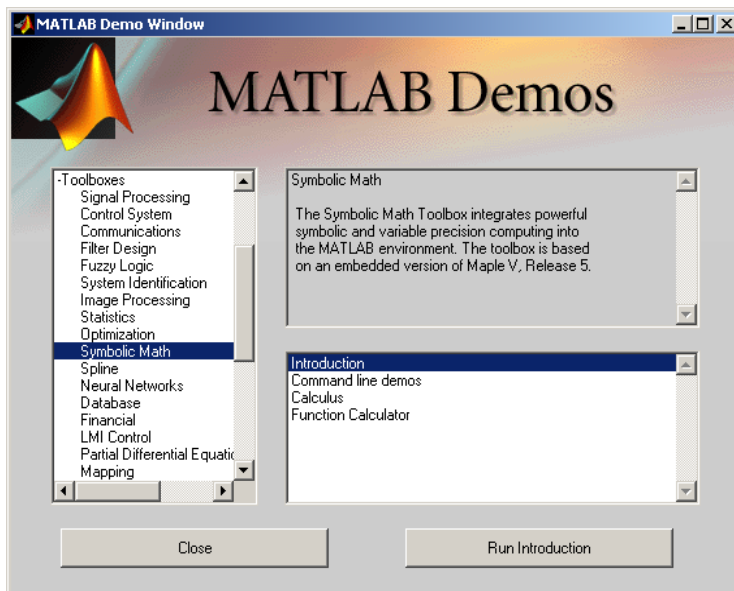 MATLAB Demo Window
MATLAB Demos
-Toolboxes
Signal Processing
Control System
Communications
Filter Design
Fuzzy Logic
System Identification
Image Processing
Statistics
Optimization
Symbolic Math
Spline
Neural Networks
Database
Financial
LMI Control
Partial Differential Equatic
Mapping
Symbolic Math
The Symbolic Math Toolbox integrates powerful
symbolic and variable precision computing into
the MATLAB environment. The toolbox is based
on an embedded version of Maple V, Release 5.
Introduction
Command line demos
Calculus
Function Calculator
Close
Run Introduction